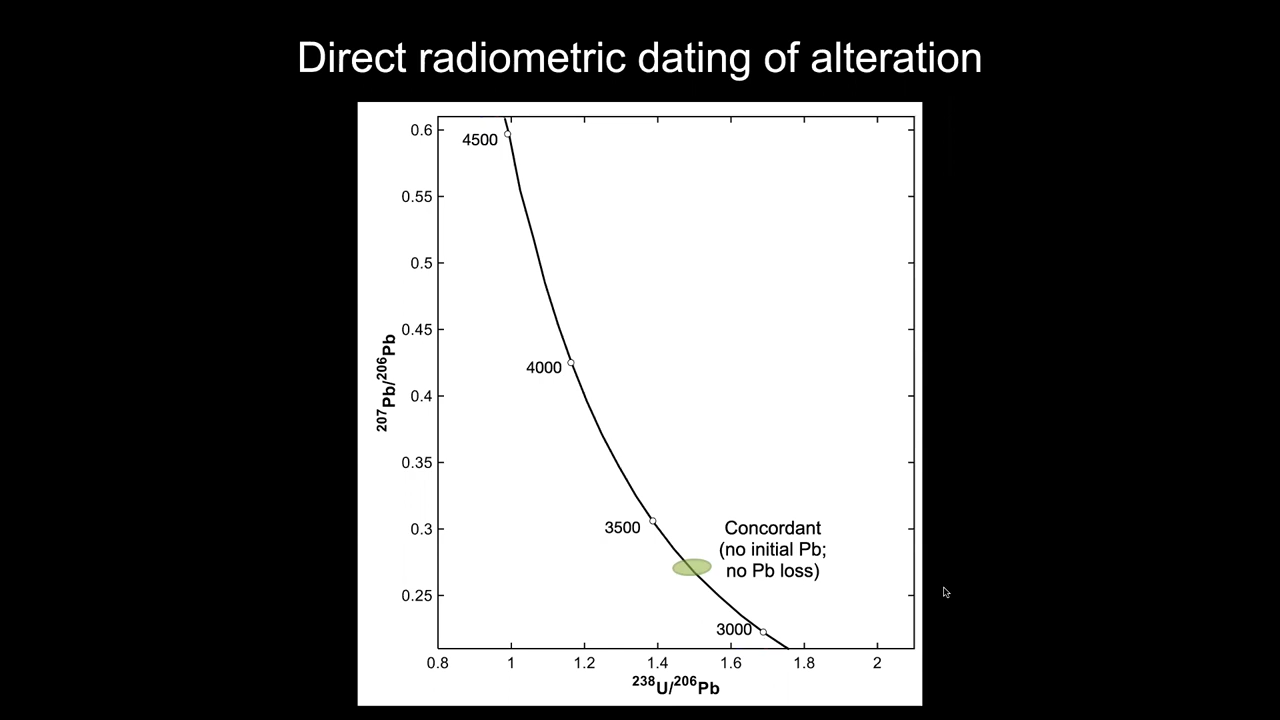 Direct radiometric dating of alteration
0.6
4500
0.55
0.5
0.45
4000
0.4
0.35
3500
0.3
Concordant
(no initial Pb;
no Pb loss)
0.25
3000
²⁰⁷Pb/²⁰⁶Pb
0.8 1 1.2 1.4 1.6 1.8 2
²³⁸U/²⁰⁶Pb